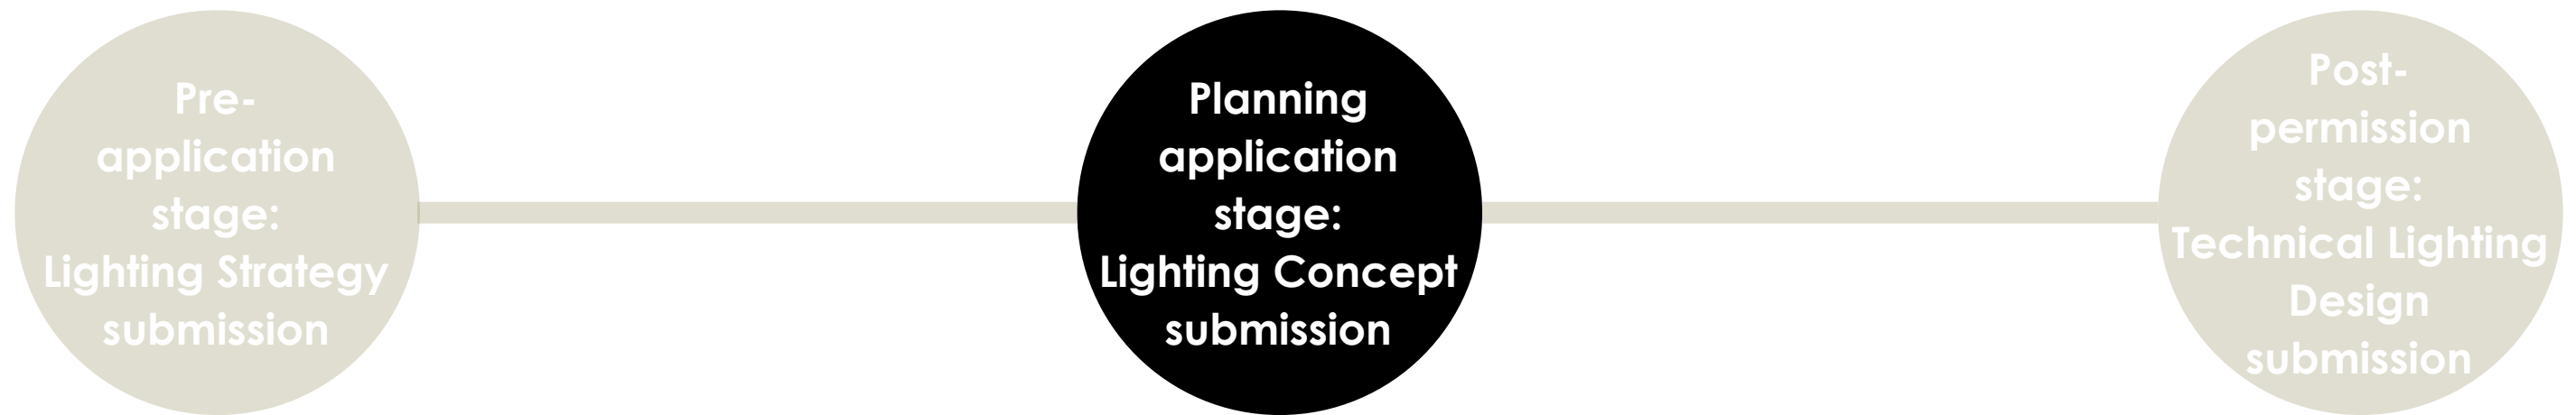 Pre-
application
stage:
Lighting Strategy
submission
Planning
application
stage:
Lighting Concept
submission
Post-
permission
stage:
Technical Lighting
Design
submission